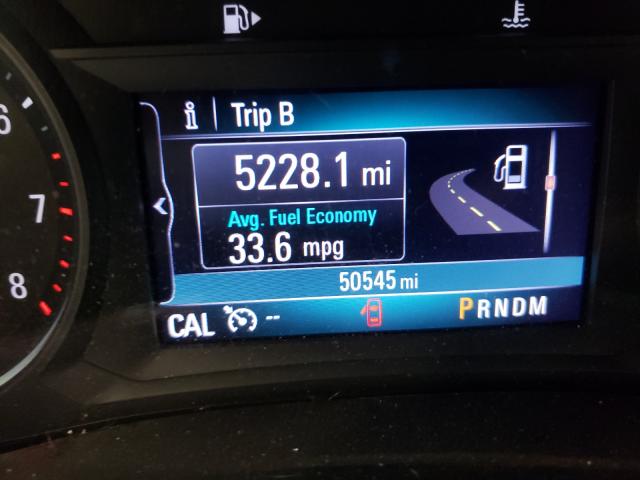 Trip B
5228.1 mi
Avg. Fuel Economy
33.6 mpg
50545 mi
CAL -- PRNDM
6
7
8